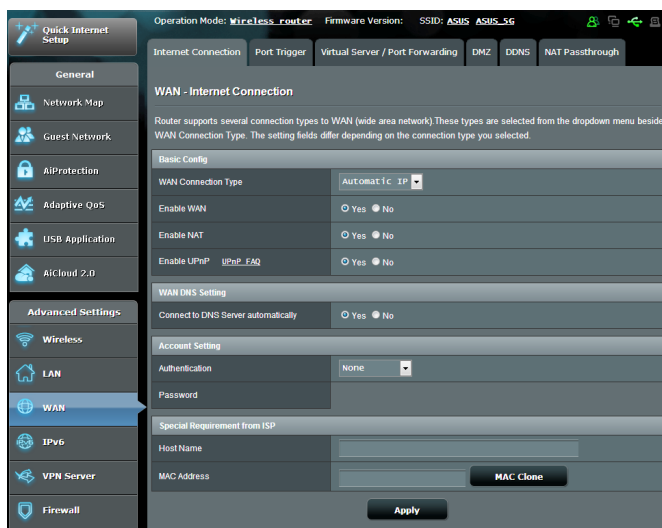 Quick Internet
Setup
Operation Mode: Wireless router Firmware Version: SSID: ASUS ASUS_5G
Internet Connection Port Trigger Virtual Server / Port Forwarding DMZ DDNS NAT Passthrough
General
Network Map
Guest Network
AiProtection
Adaptive QoS
USB Application
AiCloud 2.0
Advanced Settings
Wireless
LAN
WAN
IPv6
VPN Server
Firewall
WAN - Internet Connection
Router supports several connection types to WAN (wide area network).These types are selected from the dropdown menu beside
WAN Connection Type. The setting fields differ depending on the connection type you selected.
Basic Config
WAN Connection Type Automatic IP
Enable WAN Yes No
Enable NAT Yes No
Enable UPnP UPnP FAQ Yes No
WAN DNS Setting
Connect to DNS Server automatically Yes No
Account Setting
Authentication None
Password
Special Requirement from ISP
Host Name
MAC Address MAC Clone
Apply